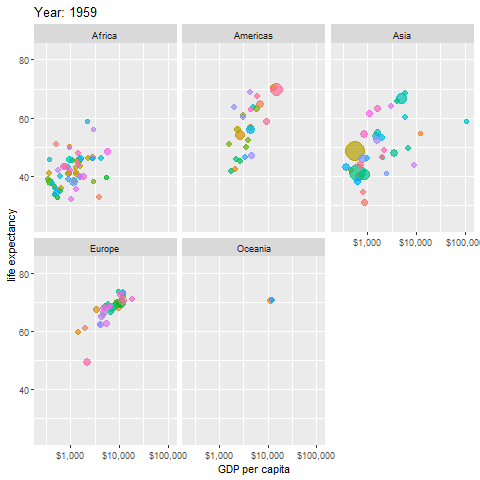 Year: 1959
Africa
Americas
Asia
80
60
40
$1,000
$10,000
$100,000
life expectancy
Europe
Oceania
80
60
40
$1,000
$10,000
$100,000
$1,000
$10,000
$100,000
GDP per capita